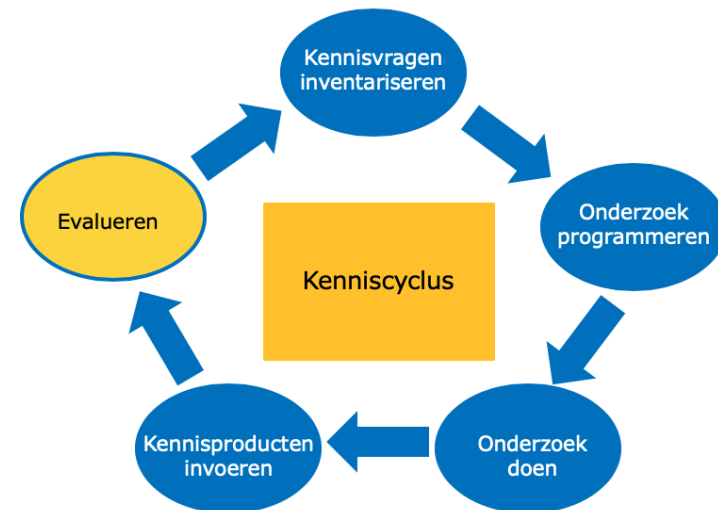 Kennisvragen
inventariseren
Onderzoek
programmeren
Onderzoek
doen
Kennisproducten
invoeren
Evalueren
Kenniscyclus